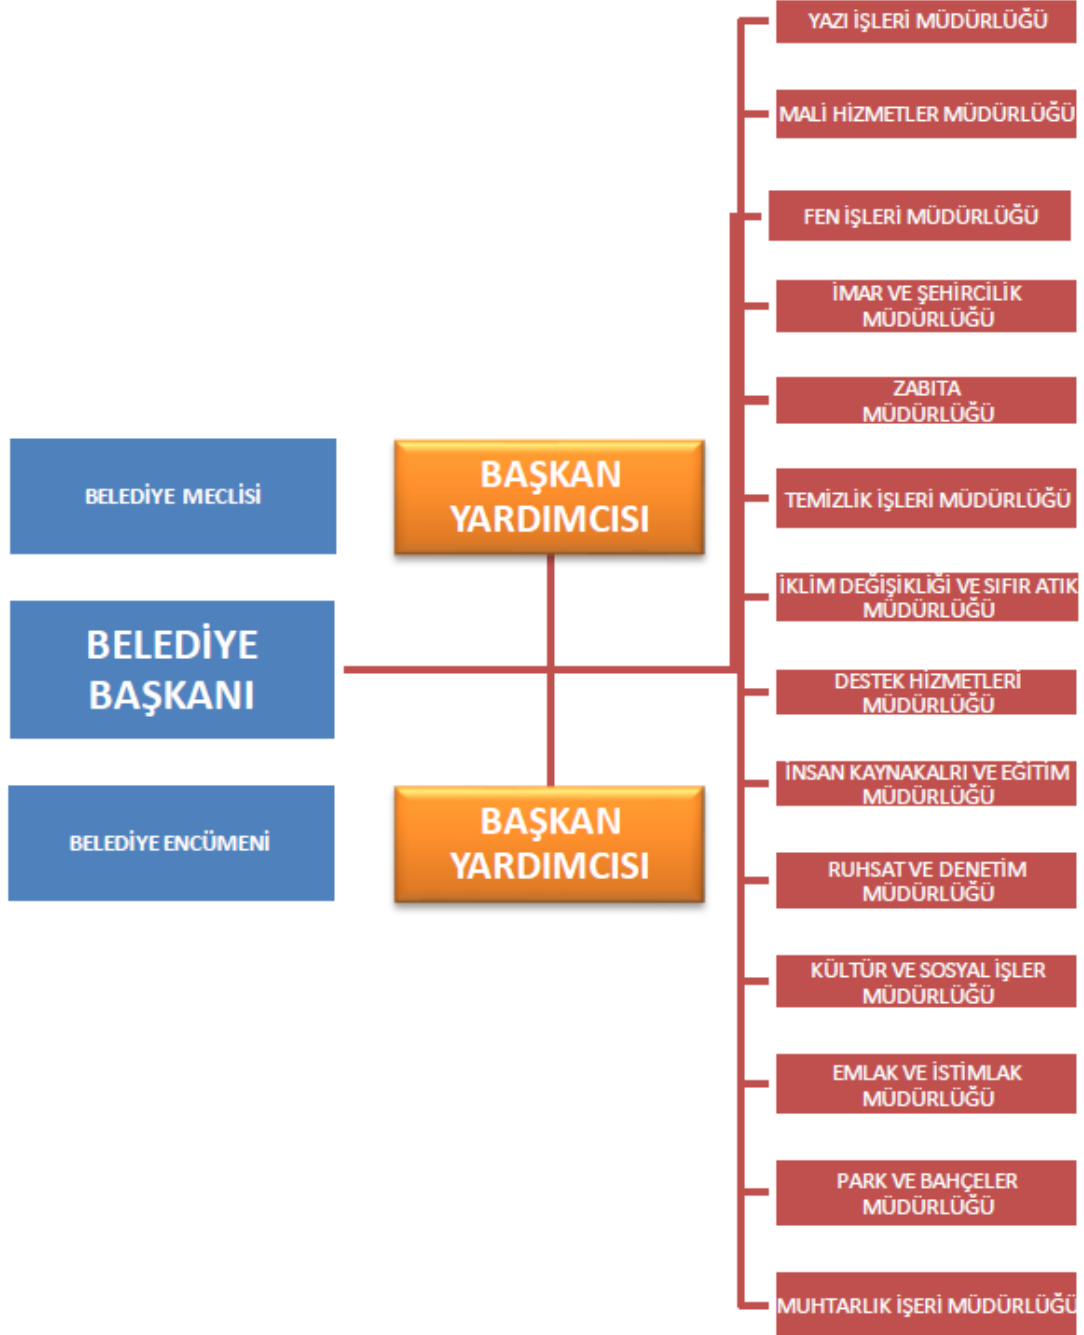 BELEDİYE MECLİSİ
BELEDİYE
BAŞKANI
BELEDİYE ENCÜMENİ
BAŞKAN
YARDIMCISI
BAŞKAN
YARDIMCISI
YAZI İŞLERİ MÜDÜRLÜĞÜ
MALİ HİZMETLER MÜDÜRLÜĞÜ
FEN İŞLERİ MÜDÜRLÜĞÜ
İMAR VE ŞEHİRCİLİK
MÜDÜRLÜĞÜ
ZABITA
MÜDÜRLÜĞÜ
TEMİZLİK İŞLERİ MÜDÜRLÜĞÜ
İKLİM DEĞİŞİKLİĞİ VE SIFIR ATIK
MÜDÜRLÜĞÜ
DESTEK HİZMETLERİ
MÜDÜRLÜĞÜ
İNSAN KAYNAKALRI VE EĞİTİM
MÜDÜRLÜĞÜ
RUHSAT VE DENETİM
MÜDÜRLÜĞÜ
KÜLTÜR VE SOSYAL İŞLER
MÜDÜRLÜĞÜ
EMLAK VE İSTİMLAK
MÜDÜRLÜĞÜ
PARK VE BAHÇELER
MÜDÜRLÜĞÜ
MUHTARLIK İŞERİ MÜDÜRLÜĞÜ